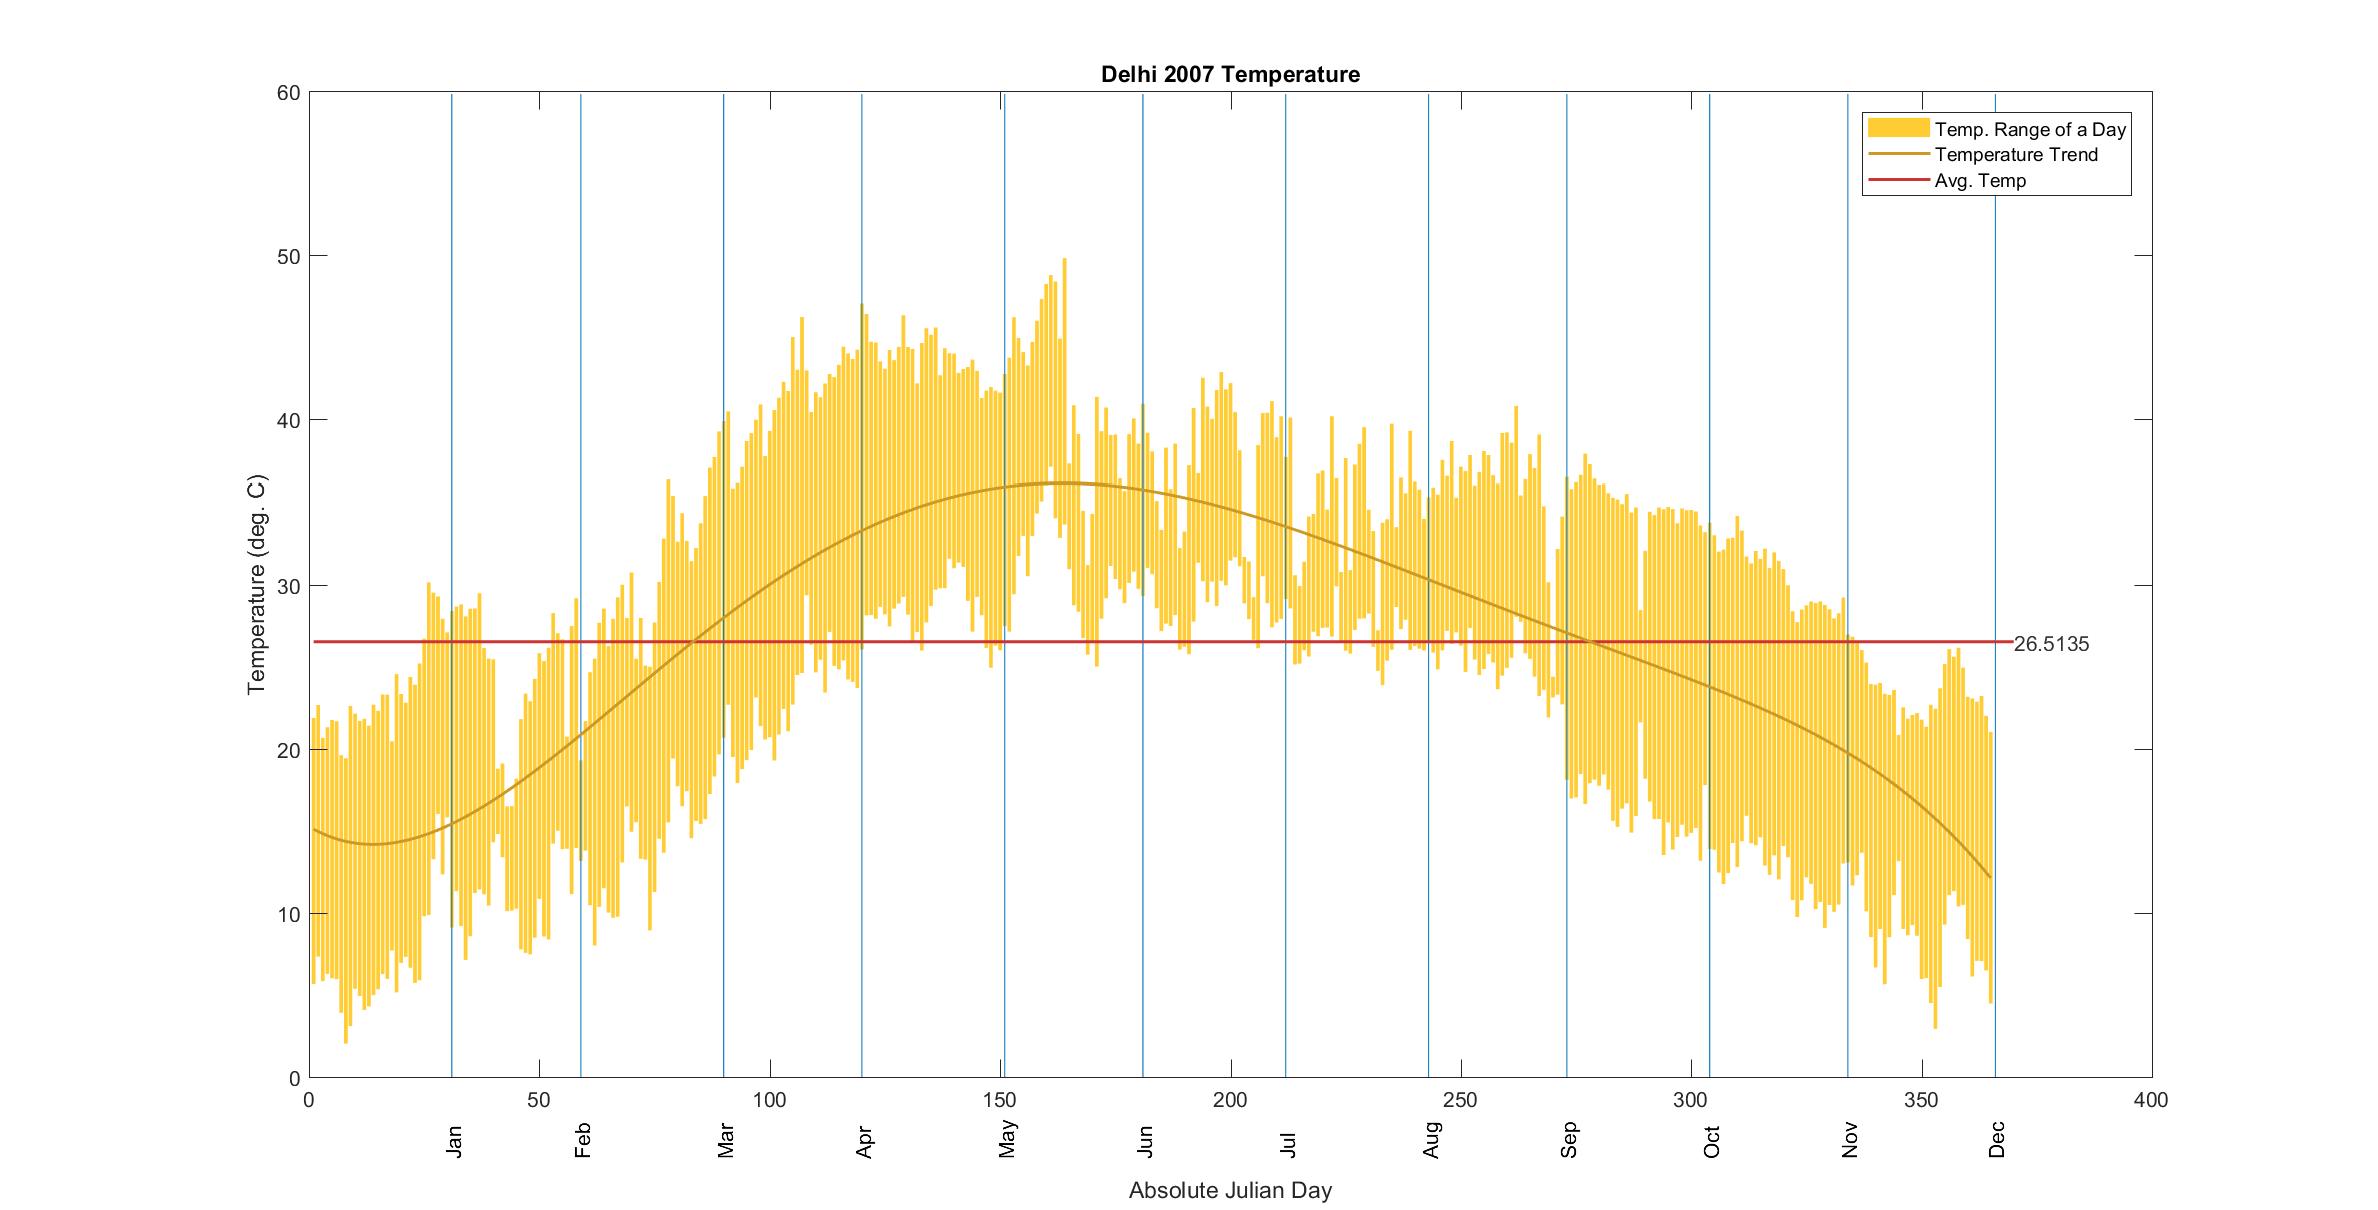 Delhi 2007 Temperature
Temp. Range of a Day
Temperature Trend
Avg. Temp
Temperature (deg. C)
60
50
40
30
20
10
0
26.5135
0 50 100 150 200 250 300 350 400
Jan Feb Mar Apr May Jun Jul Aug Sep Oct Nov Dec
Absolute Julian Day